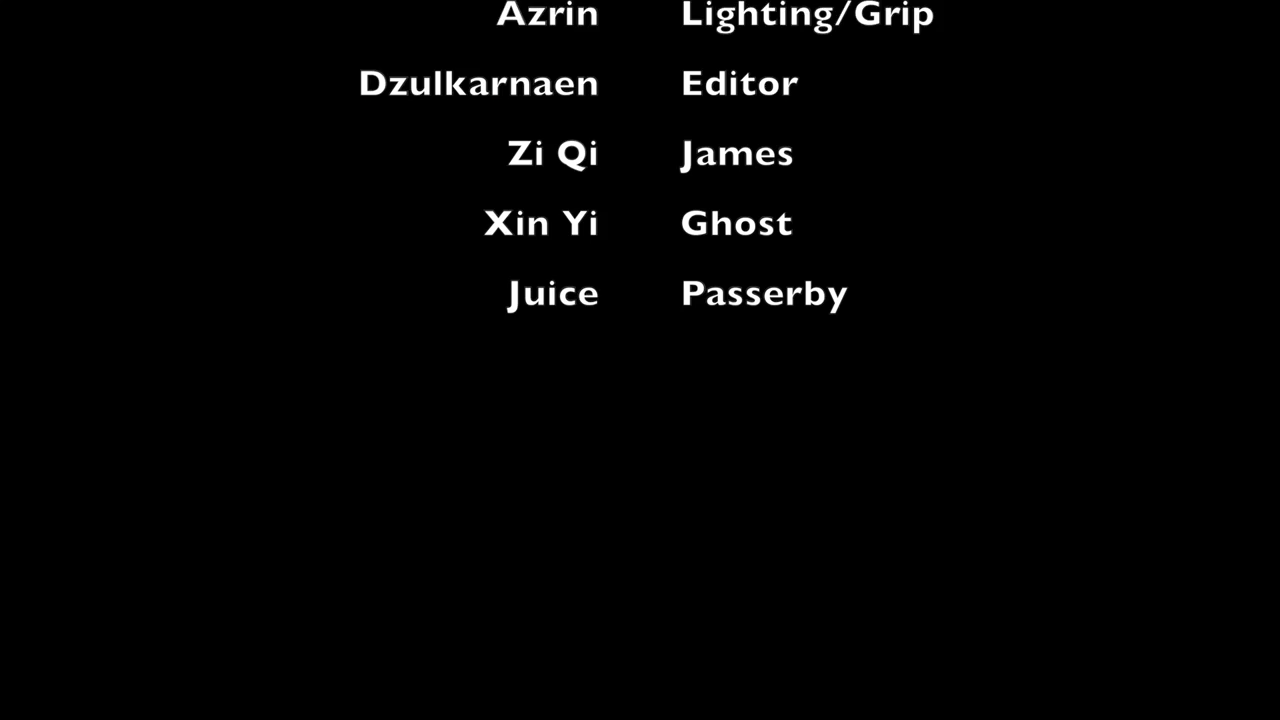 Azrin Lighting/Grip
Dzulkarnaen Editor
Zi Qi James
Xin Yi Ghost
Juice Passerby